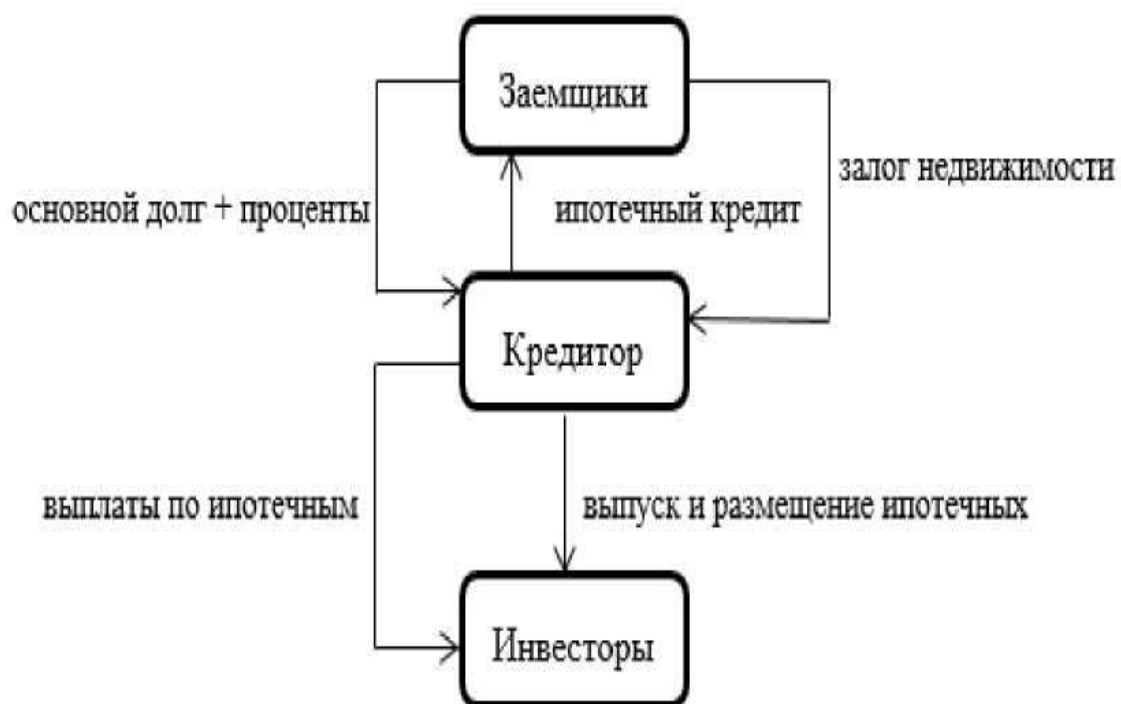 Заемщики
залог недвижимости
основной долг + проценты
ипотечный кредит
Кредитор
выплаты по ипотечным
выпуск и размещение ипотечных
Инвесторы